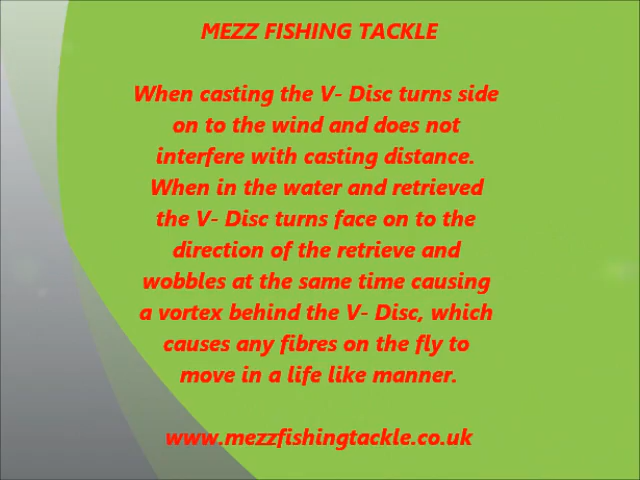 MEZZ FISHING TACKLE
When casting the V- Disc turns side
on to the wind and does not
interfere with casting distance.
When in the water and retrieved
the V- Disc turns face on to the
direction of the retrieve and
wobbles at the same time causing
a vortex behind the V- Disc, which
causes any fibres on the fly to
move in a life like manner.
www.mezzfishingtackle.co.uk